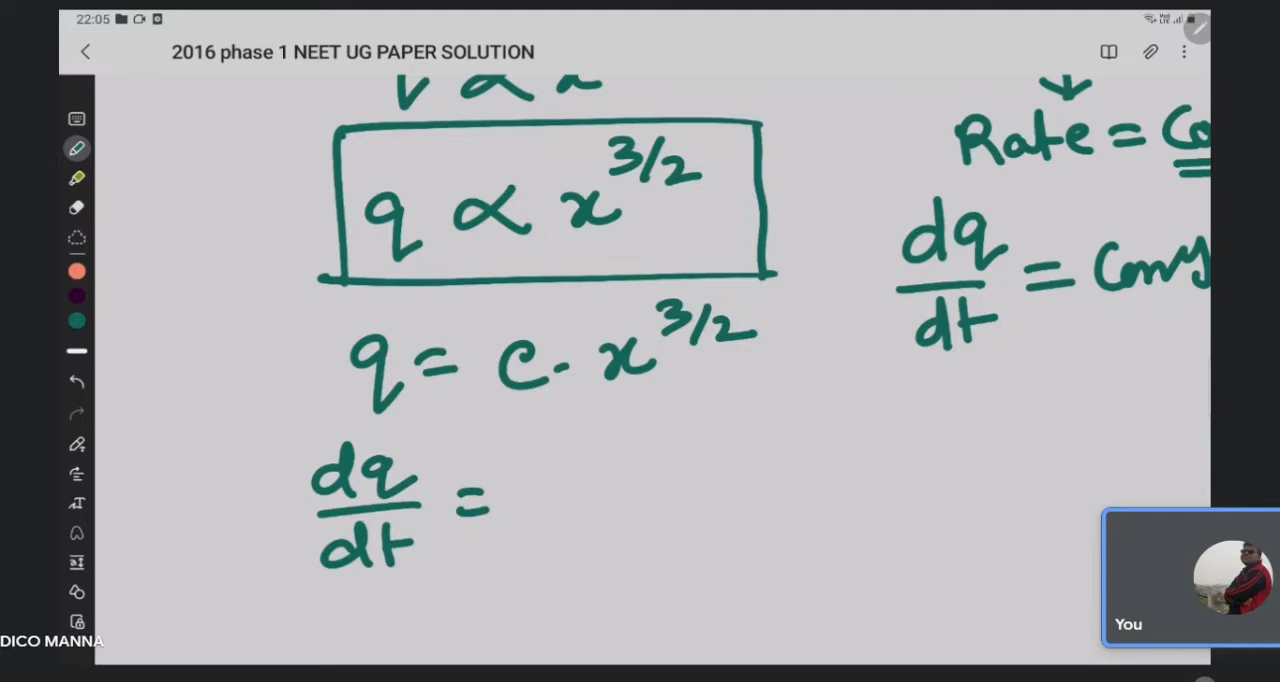 22:05
2016 phase 1 NEET UG PAPER SOLUTION
q ∝ x^{3/2}
q = c. x^{3/2}
dq/dt =
Rate =
dq/dt =
You
DICO MANNA